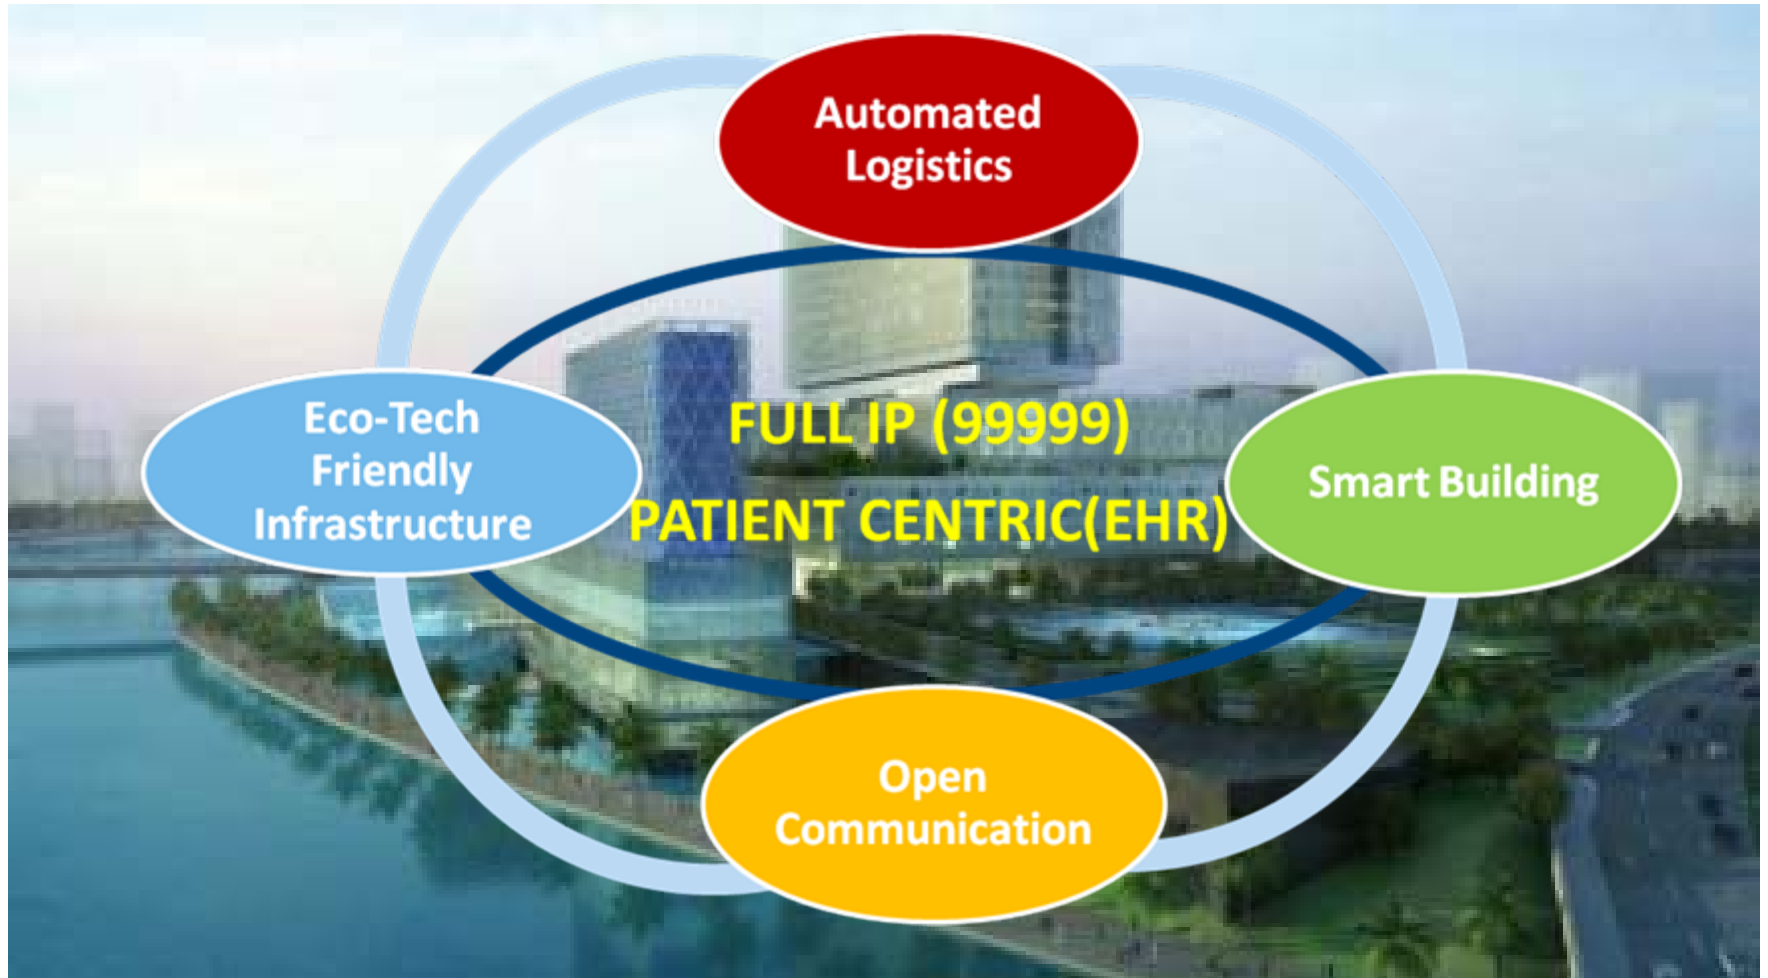 Automated
Logistics
Eco-Tech
Friendly
Infrastructure
FULL IP (99999)
PATIENT CENTRIC(EHR)
Smart Building
Open
Communication